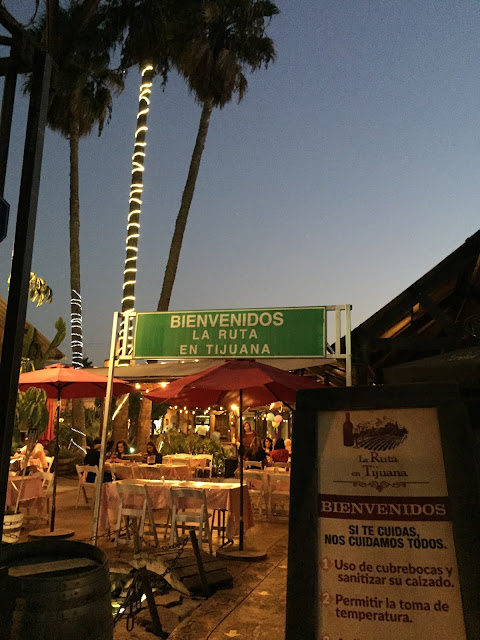 BIENVENIDOS
LA RUTA
EN TIJUANA
La Ruta
en Tijuana
BIENVENIDOS
SI TE CUIDAS,
NOS CUIDAMOS TODOS.
1 Uso de cubrebocas y
sanitizar su calzado.
2 Permitir la toma de
temperatura.